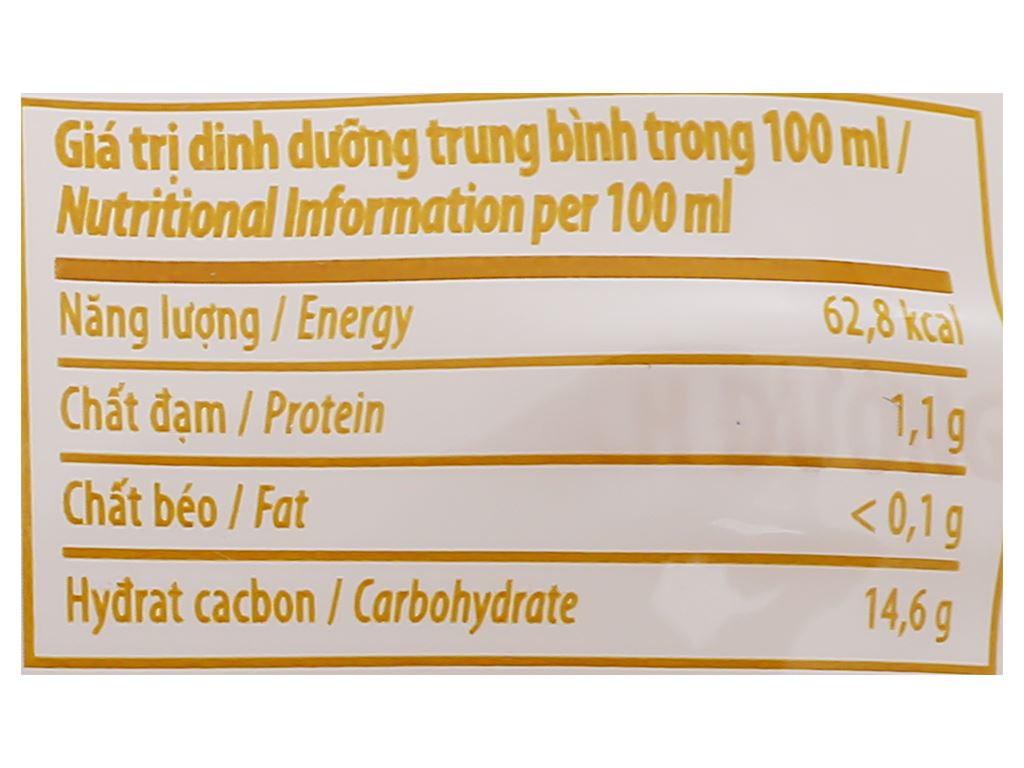 Giá trị dinh dưỡng trung bình trong 100 ml /
Nutritional Information per 100 ml
Năng lượng / Energy 62,8 kcal
Chất đạm / Protein 1,1 g
Chất béo / Fat < 0,1 g
Hyđrat cacbon / Carbohydrate 14,6 g